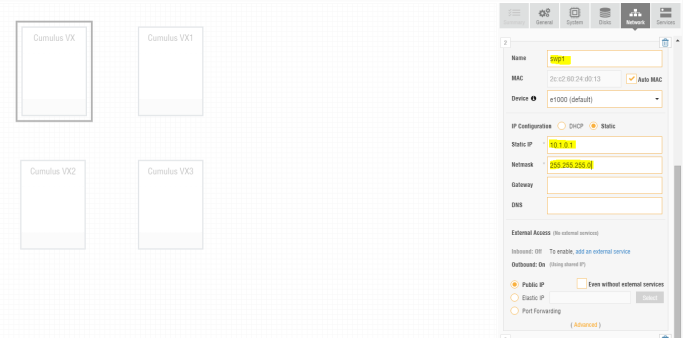 Cumulus VX
Cumulus VX1
Cumulus VX2
Cumulus VX3
Summary General System Disks Network Services
2
Name swp1
MAC 2c:c2:60:24:d0:13 Auto MAC
Device e1000 (default)
IP Configuration DHCP Static
Static IP * 10.1.0.1
Netmask * 255.255.255.0
Gateway
DNS
External Access (No external services)
Inbound: Off To enable, add an external service
Outbound: On (Using shared IP)
Public IP Even without external services
Elastic IP Select
Port Forwarding
( Advanced )